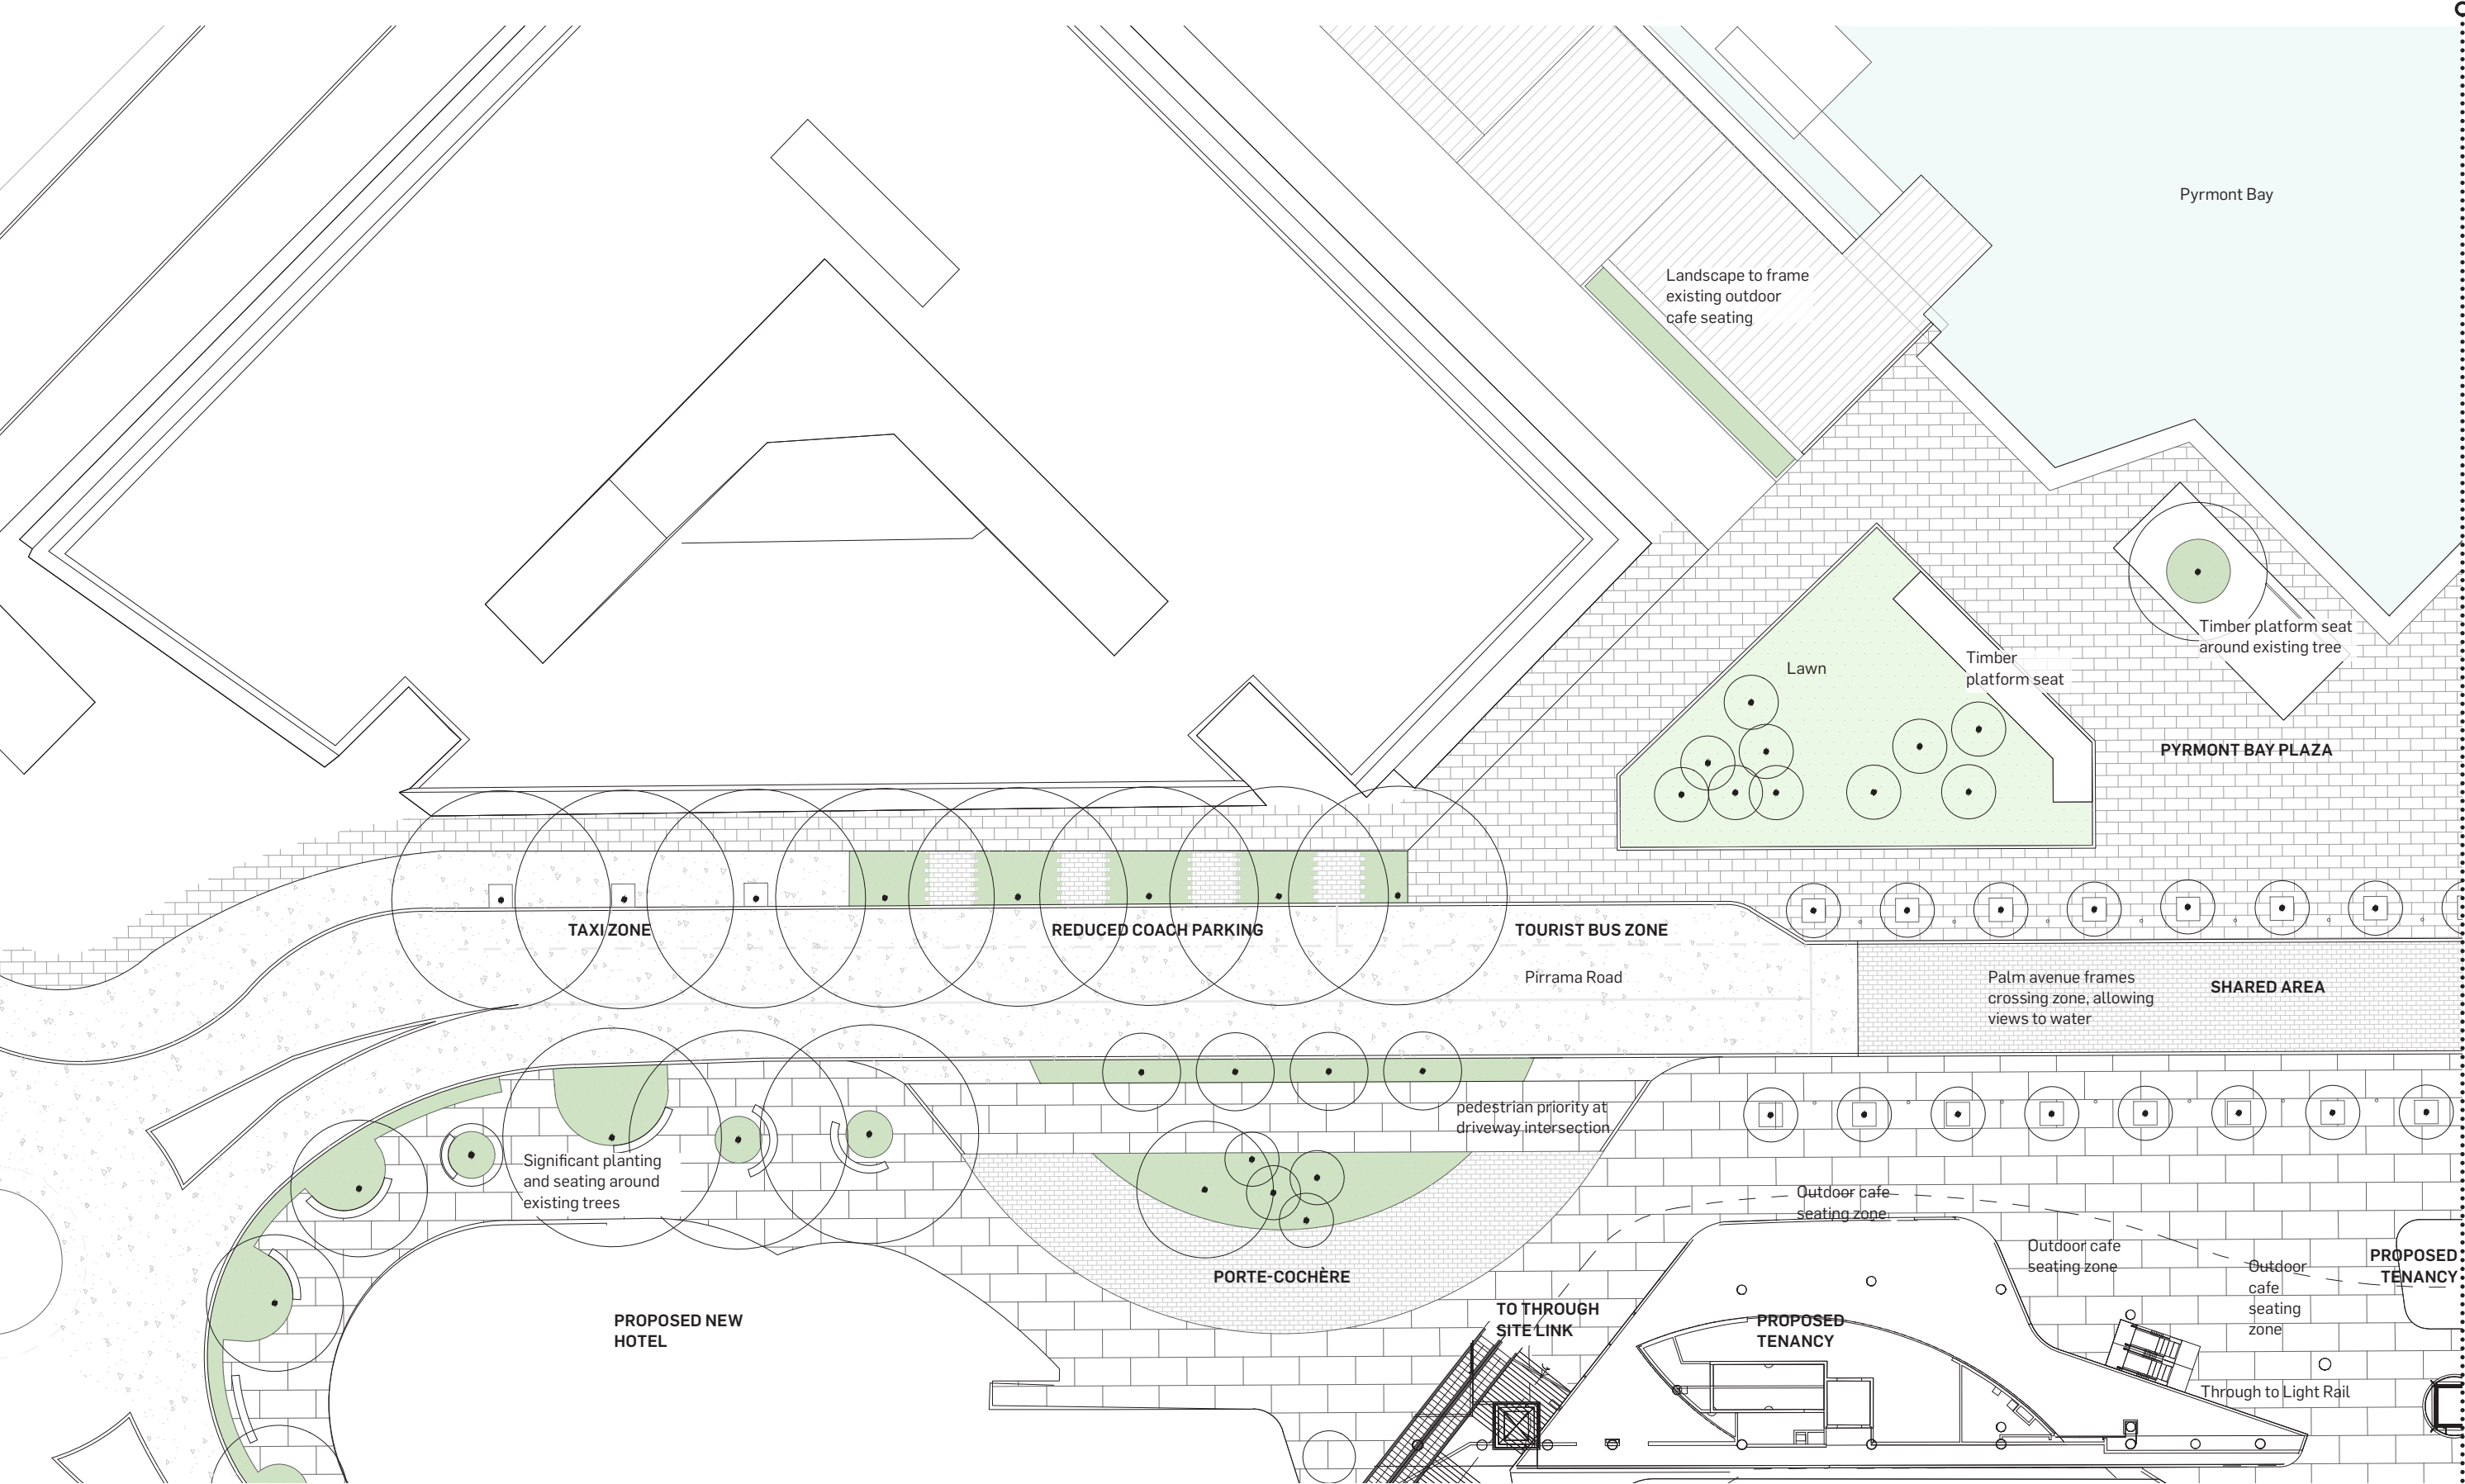 Pyrmont Bay
Landscape to frame
existing outdoor
cafe seating
Timber platform seat
around existing tree
Lawn
Timber
platform seat
PYRMONT BAY PLAZA
TAXI ZONE
REDUCED COACH PARKING
TOURIST BUS ZONE
Pirrama Road
Palm avenue frames
crossing zone, allowing
views to water
SHARED AREA
pedestrian priority at
driveway intersection
Significant planting
and seating around
existing trees
Outdoor cafe
seating zone
Outdoor cafe
seating zone
Outdoor
cafe
seating
zone
PROPOSED
TENANCY
PORTE-COCHÈRE
TO THROUGH
SITE LINK
PROPOSED NEW
HOTEL
PROPOSED
TENANCY
Through to Light Rail